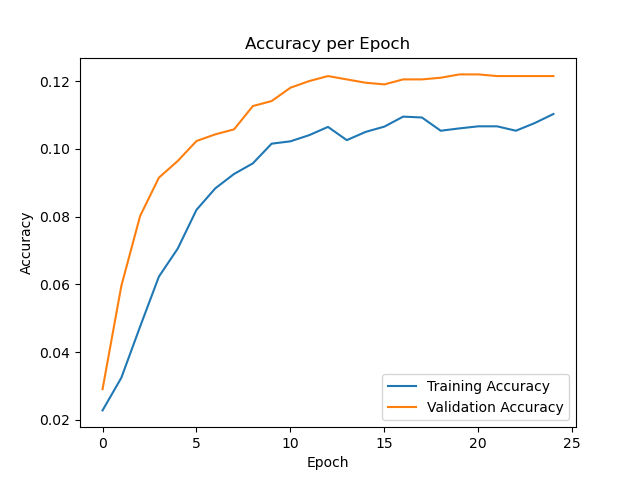 Accuracy per Epoch
0.12
0.10
0.08
0.06
0.04
0.02
Accuracy
Training Accuracy
Validation Accuracy
0 5 10 15 20 25
Epoch